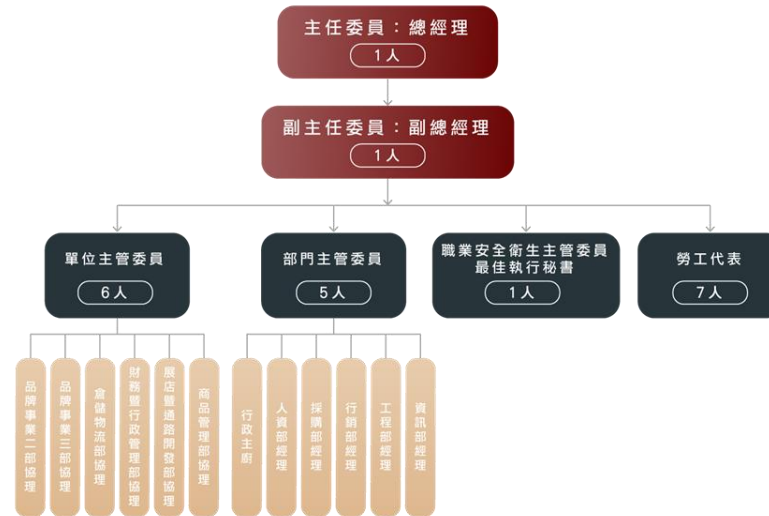 主任委員：總經理
1人
副主任委員：副總經理
1人
單位主管委員
6人
部門主管委員
5人
職業安全衛生主管委員
最佳執行秘書
1人
勞工代表
7人
品牌事業二部協理
品牌事業三部協理
倉儲物流部協理
財務暨行政管理部協理
展店暨通路開發部協理
商品管理部協理
行政主廚
人資部經理
採購部經理
行銷部經理
工程部經理
資訊部經理